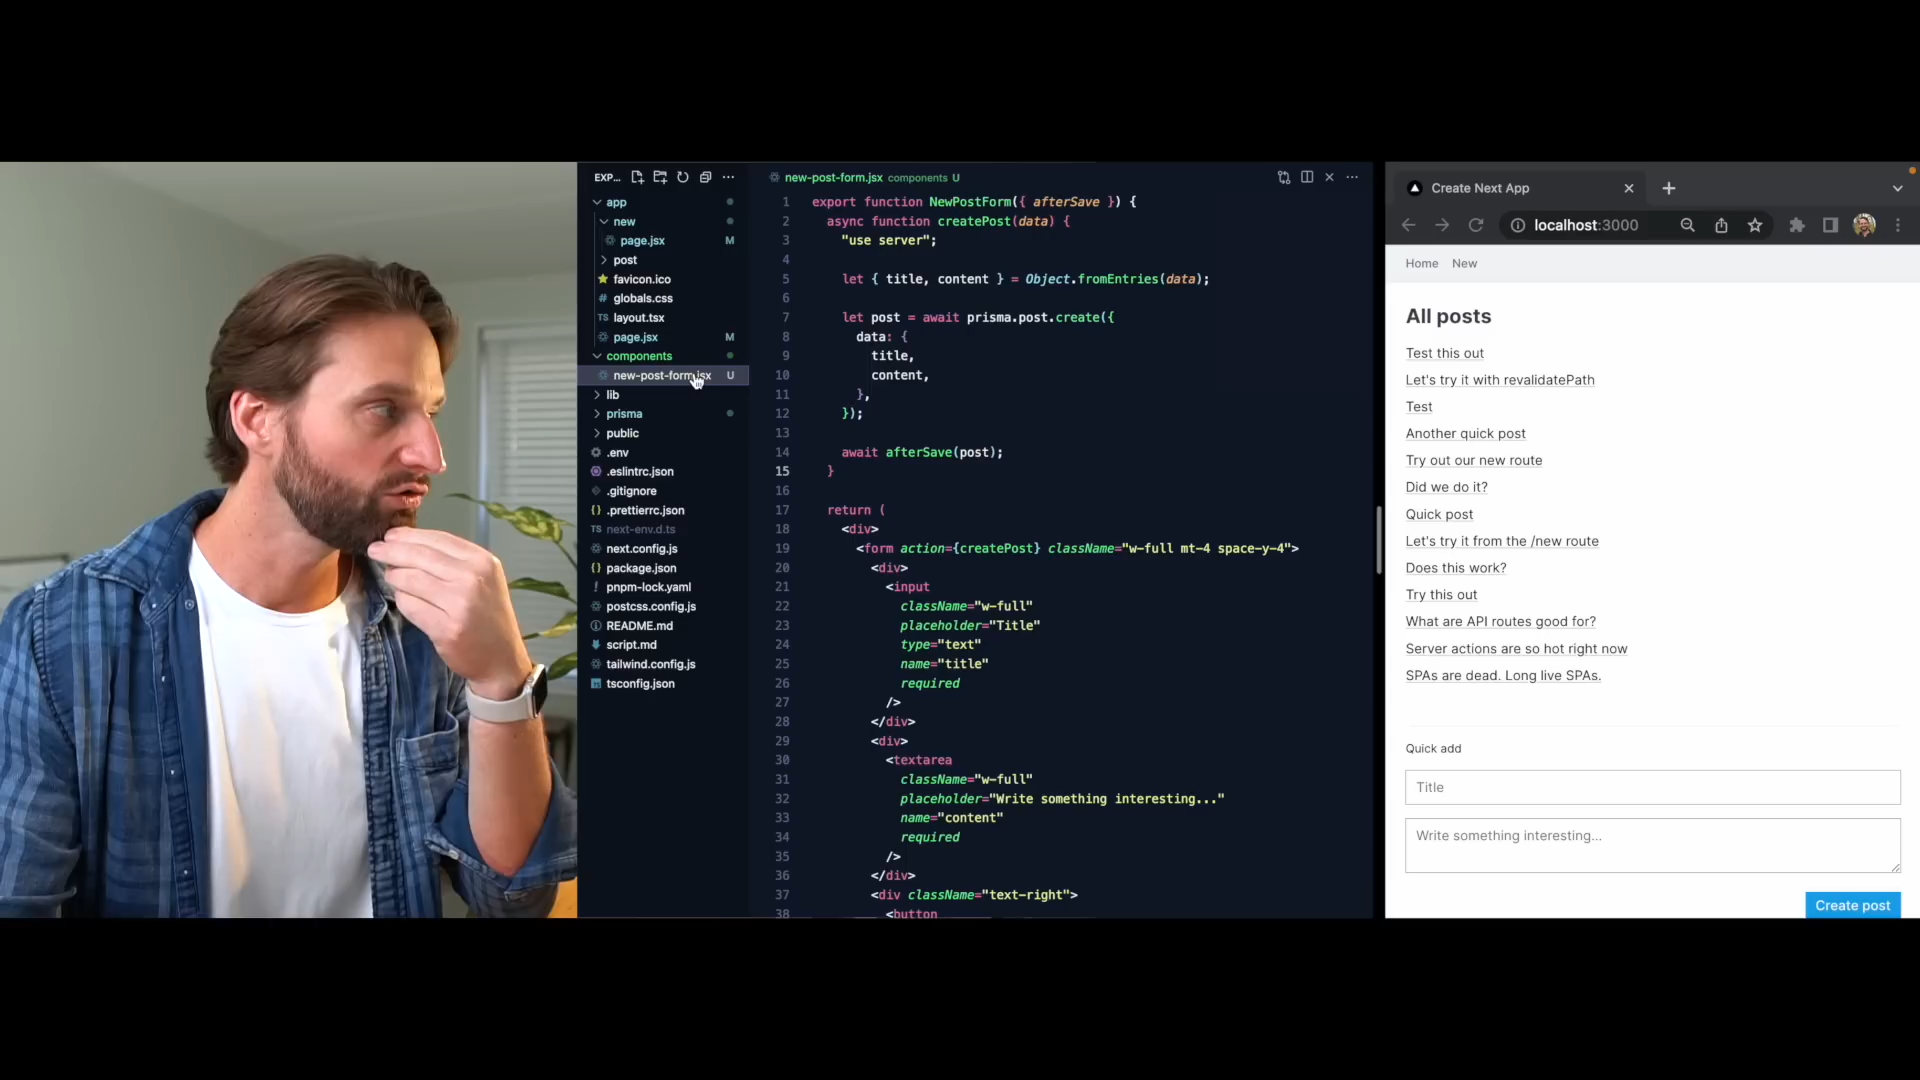 EXP...
app
new
page.jsx M
post
favicon.ico
globals.css
TS layout.tsx
page.jsx M
components
new-post-form.jsx U
lib
prisma
public
.env
.eslintrc.json
.gitignore
.prettierrc.json
TS next-env.d.ts
next.config.js
package.json
pnpm-lock.yaml
postcss.config.js
README.md
script.md
tailwind.config.js
tsconfig.json
new-post-form.jsx components U
1 export function NewPostForm({ afterSave }) {
2 async function createPost(data) {
3 "use server";
4
5 let { title, content } = Object.fromEntries(data);
6
7 let post = await prisma.post.create({
8 data: {
9 title,
10 content,
11 },
12 });
13
14 await afterSave(post);
15 }
16
17 return (
18 <div>
19 <form action={createPost} className="w-full mt-4 space-y-4">
20 <div>
21 <input
22 className="w-full"
23 placeholder="Title"
24 type="text"
25 name="title"
26 required
27 />
28 </div>
29 <div>
30 <textarea
31 className="w-full"
32 placeholder="Write something interesting..."
33 name="content"
34 required
35 />
36 </div>
37 <div className="text-right">
38 <button
Create Next App
localhost:3000
Home New
All posts
Test this out
Let's try it with revalidatePath
Test
Another quick post
Try out our new route
Did we do it?
Quick post
Let's try it from the /new route
Does this work?
Try this out
What are API routes good for?
Server actions are so hot right now
SPAs are dead. Long live SPAs.
Quick add
Title
Write something interesting...
Create post